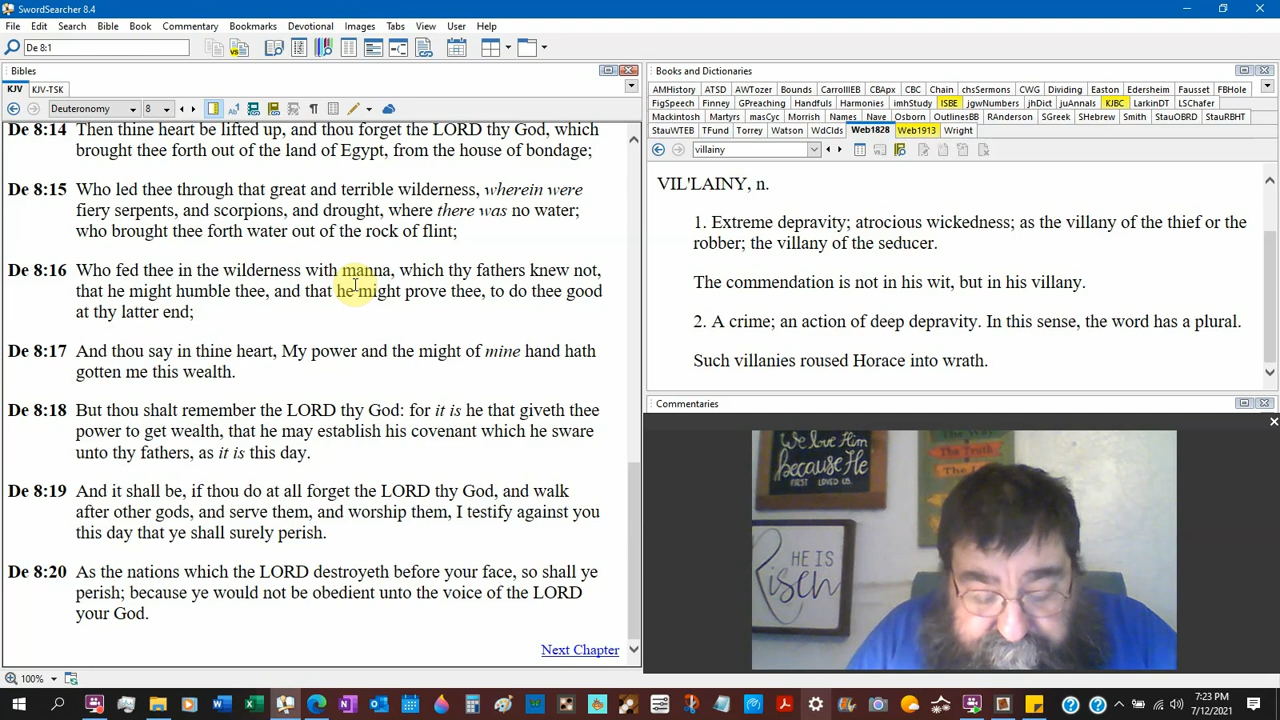 SwordSearcher 8.4
File Edit Search Bible Book Commentary Bookmarks Devotional Images Tabs View User Help
De 8:1
Bibles
KJV KJV-TSK
Deuteronomy 8
De 8:14 Then thine heart be lifted up, and thou forget the LORD thy God, which
brought thee forth out of the land of Egypt, from the house of bondage;
De 8:15 Who led thee through that great and terrible wilderness, wherein were
fiery serpents, and scorpions, and drought, where there was no water;
who brought thee forth water out of the rock of flint;
De 8:16 Who fed thee in the wilderness with manna, which thy fathers knew not,
that he might humble thee, and that he might prove thee, to do thee good
at thy latter end;
De 8:17 And thou say in thine heart, My power and the might of mine hand hath
gotten me this wealth.
De 8:18 But thou shalt remember the LORD thy God: for it is he that giveth thee
power to get wealth, that he may establish his covenant which he sware
unto thy fathers, as it is this day.
De 8:19 And it shall be, if thou do at all forget the LORD thy God, and walk
after other gods, and serve them, and worship them, I testify against you
this day that ye shall surely perish.
De 8:20 As the nations which the LORD destroyeth before your face, so shall ye
perish; because ye would not be obedient unto the voice of the LORD
your God.
Next Chapter
100%
Books and Dictionaries
AMHistory ATSD AWTozer Bounds CarrollIEB CBApx CBC Chain chsSermons CWG Dividing Easton Edersheim Fausset FBHole
FigSpeech Finney GPreaching Handfuls Harmonies imhStudy ISBE jgwNumbers jhDict juAnnals KJBC LarkinDT LSChafer
Mackintosh Martyrs masCyc Morrish Names Nave Osborn OutlinesBB RAnderson SGreek SHebrew Smith StauOBRD StauRBHT
StauWTEB TFund Torrey Watson WdClds Web1828 Web1913 Wright
villainy
VIL'LAINY, n.
1. Extreme depravity; atrocious wickedness; as the villany of the thief or the
robber; the villany of the seducer.
The commendation is not in his wit, but in his villany.
2. A crime; an action of deep depravity. In this sense, the word has a plural.
Such villanies roused Horace into wrath.
Commentaries
We love Him
because He
FIRST LOVED US.
The Truth
HE IS
Risen
7:23 PM
7/12/2021